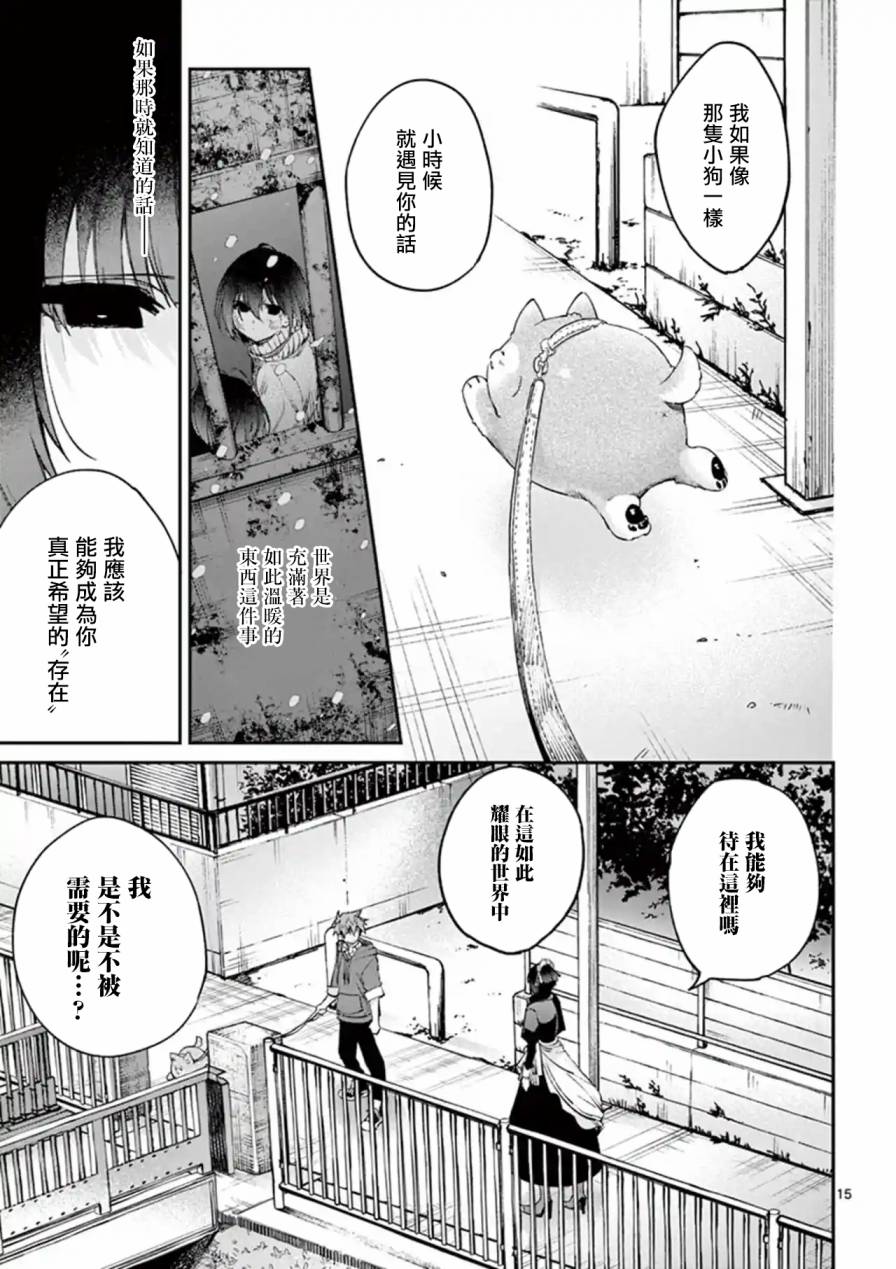 我如果像
那隻小狗一樣
小時候
就遇見你的話
世界是
充滿著
如此溫暖的
東西這件事
如果那時就知道的話——
我應該
能夠成為你
真正希望的〝存在〞
我能夠
待在這裡嗎
在這如此
耀眼的世界中
我
是不是不被
需要的呢…？
15